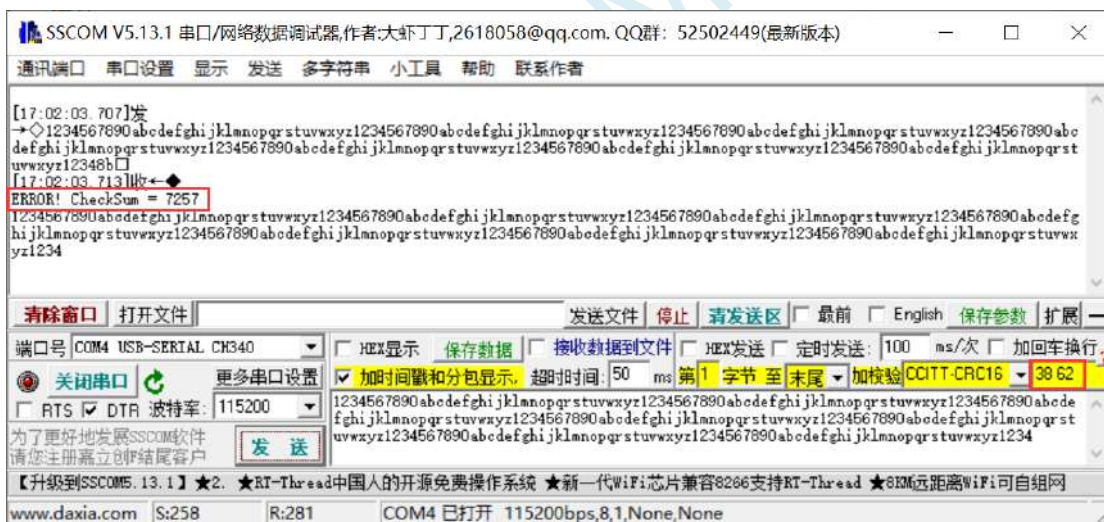 SSCOM V5.13.1 串口/网络数据调试器,作者:大虾丁丁,2618058@qq.com. QQ群: 52502449(最新版本)
通讯端口 串口设置 显示 发送 多字符串 小工具 帮助 联系作者
[17:02:03.707]发
→◇1234567890abcdefghijklmnopqrstuvwxyz1234567890abcdefghijklmnopqrstuvwxyz1234567890abcdefghijklmnopqrstuvwxyz1234567890abc
defghijklmnopqrstuvwxyz1234567890abcdefghijklmnopqrstuvwxyz1234567890abcdefghijklmnopqrstuvwxyz1234567890abcdefghijklmnopqrst
uvwxyz12348b□
[17:02:03.713]收←◆
ERROR! CheckSum = 7257
1234567890abcdefghijklmnopqrstuvwxyz1234567890abcdefghijklmnopqrstuvwxyz1234567890abcdefghijklmnopqrstuvwxyz1234567890abcdefg
hijklmnopqrstuvwxyz1234567890abcdefghijklmnopqrstuvwxyz1234567890abcdefghijklmnopqrstuvwxyz1234567890abcdefghijklmnopqrstuvwx
yz1234
清除窗口 打开文件 发送文件 停止 清发送区 最前 English 保存参数 扩展 —
端口号 COM4 USB-SERIAL CH340 HEX显示 保存数据 接收数据到文件 HEX发送 定时发送: 100 ms/次 加回车换行
关闭串口 更多串口设置 加时间戳和分包显示, 超时时间: 50 ms 第1 字节 至 末尾 加校验 CCITT-CRC16 38 62
RTS DTR 波特率: 115200
1234567890abcdefghijklmnopqrstuvwxyz1234567890abcdefghijklmnopqrstuvwxyz1234567890abcde
fghijklmnopqrstuvwxyz1234567890abcdefghijklmnopqrstuvwxyz1234567890abcdefghijklmnopqrst
uvwxyz1234567890abcdefghijklmnopqrstuvwxyz1234567890abcdefghijklmnopqrstuvwxyz1234
为了更好地发展SSCOM软件
请您注册嘉立创F结尾客户
发 送
【升级到SSCOM5.13.1】★2. ★RT-Thread中国人的开源免费操作系统 ★新一代WiFi芯片兼容8266支持RT-Thread ★8KM远距离WiFi可自组网
www.daxia.com S:258 R:281 COM4 已打开 115200bps,8,1,None,None